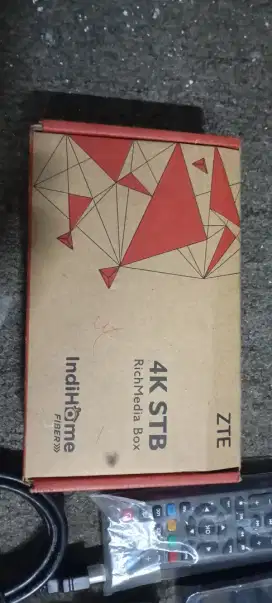 ZTE
4K STB
RichMedia Box
IndiHome
FIBER